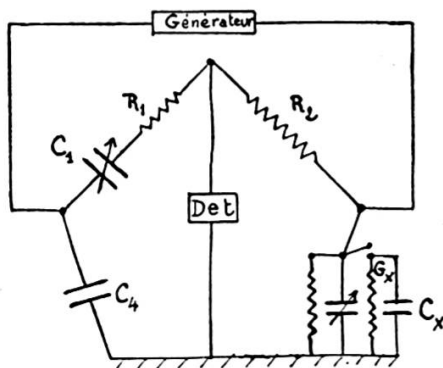 Générateur
R1
R2
C1
Det
Gx
C4
Cx